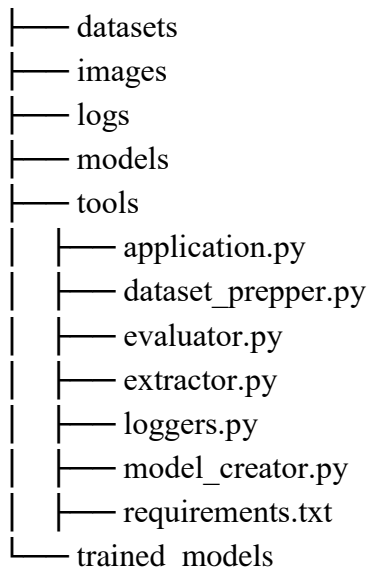 datasets
images
logs
models
tools
application.py
dataset_prepper.py
evaluator.py
extractor.py
loggers.py
model_creator.py
requirements.txt
trained_models